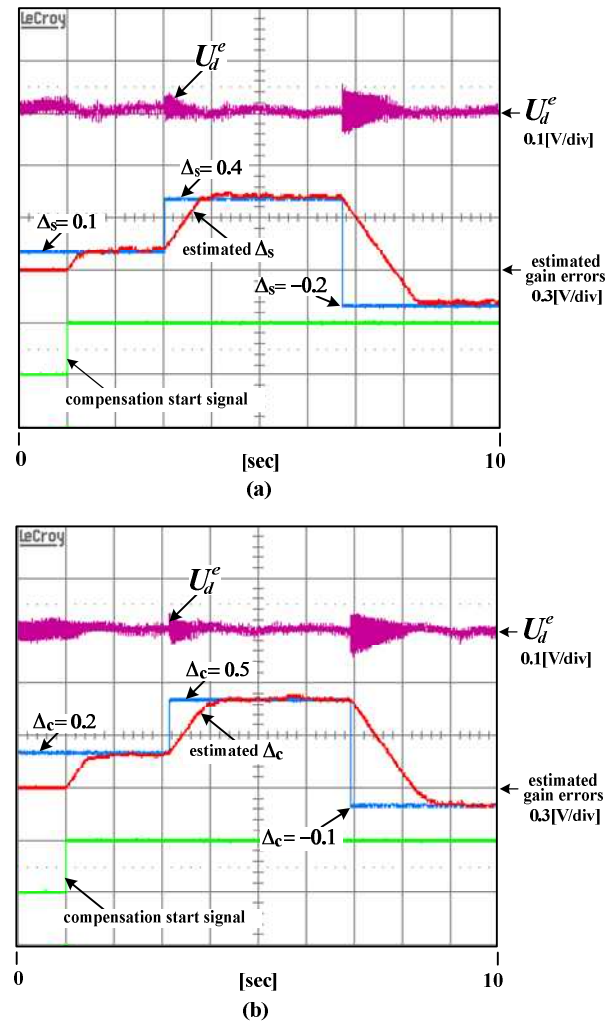 LeCroy
U_d^e
U_d^e
0.1[V/div]
Δs= 0.4
Δs= 0.1
estimated Δs
estimated
gain errors
0.3[V/div]
Δs= −0.2
compensation start signal
0
[sec]
10
(a)
LeCroy
U_d^e
U_d^e
0.1[V/div]
Δc= 0.5
Δc= 0.2
estimated Δc
estimated
gain errors
0.3[V/div]
Δc= −0.1
compensation start signal
0
[sec]
10
(b)